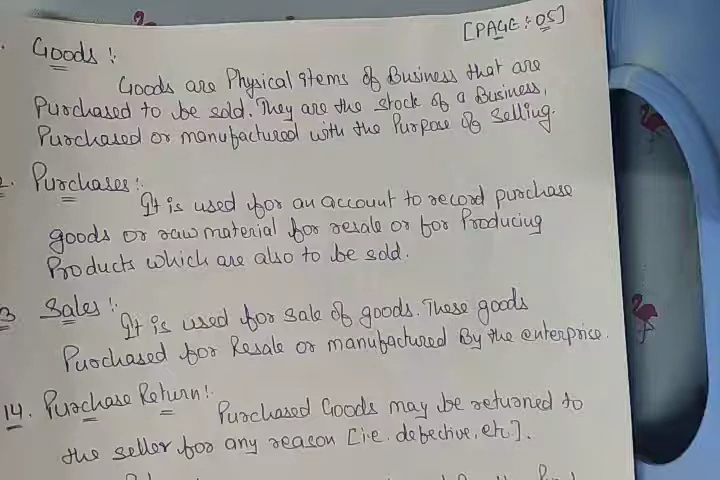 [PAGE: 05]
Goods :-
Goods are Physical items of Business that are
Purchased to be sold. They are the stock of a Business,
Purchased or manufactured with the Purpose of Selling.
2. Purchases:-
It is used for an account to record purchase
goods or raw material for resale or for Producing
Products which are also to be sold.
3 Sales :-
It is used for sale of goods. These goods
Purchased for Resale or manufactured By the enterprise.
14. Purchase Return:-
Purchased Goods may be returned to
the seller for any reason [i.e. defective, etc].